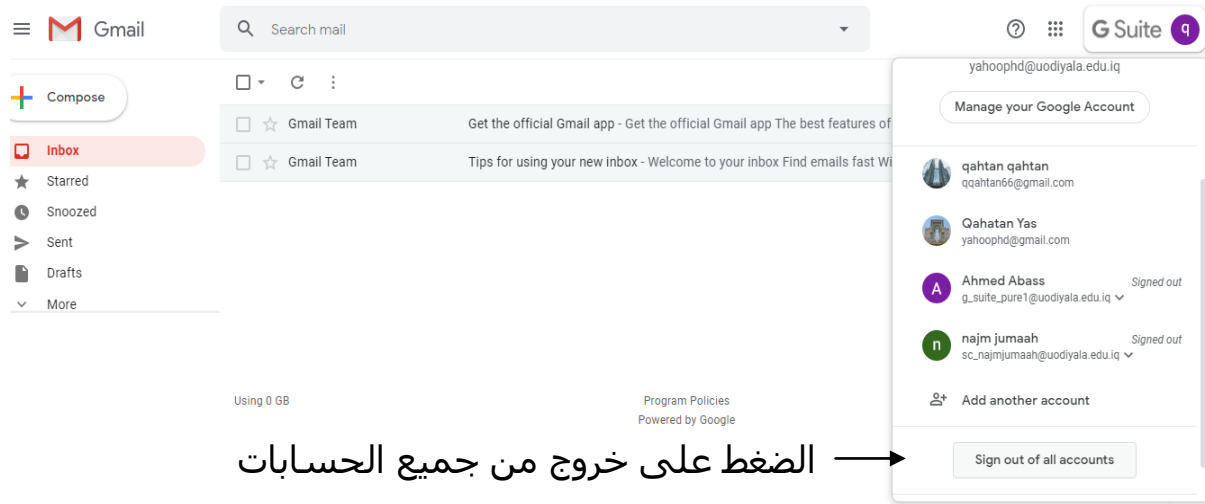 Gmail
Search mail
G Suite q
yahoophd@uodiyala.edu.iq
Manage your Google Account
Compose
Inbox
Starred
Snoozed
Sent
Drafts
More
Gmail Team Get the official Gmail app - Get the official Gmail app The best features of
Gmail Team Tips for using your new inbox - Welcome to your inbox Find emails fast Wi
qahtan qahtan
qqahtan66@gmail.com
Qahatan Yas
yahoophd@gmail.com
A
Ahmed Abass Signed out
g_suite_pure1@uodiyala.edu.iq
n
najm jumaah Signed out
sc_najmjumaah@uodiyala.edu.iq
Add another account
Sign out of all accounts
Using 0 GB
Program Policies
Powered by Google
الضغط على خروج من جميع الحسابات